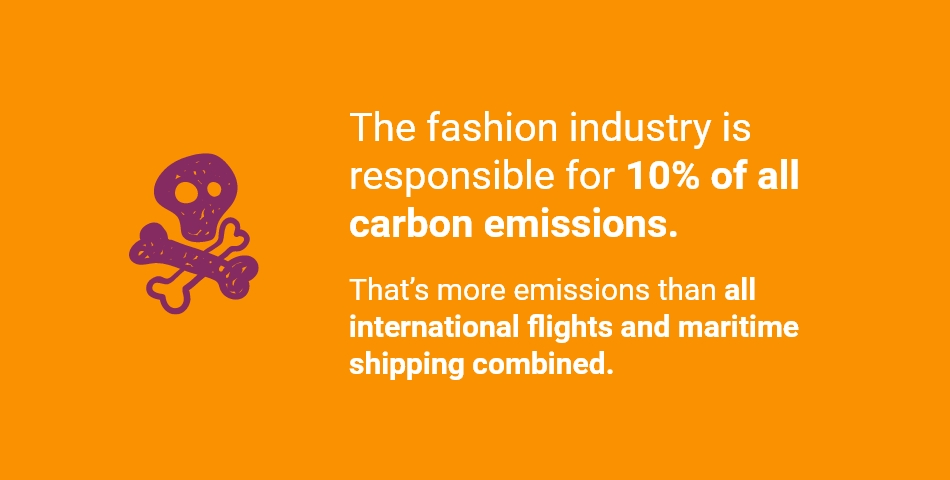 The fashion industry is
responsible for 10% of all
carbon emissions.
That’s more emissions than all
international flights and maritime
shipping combined.